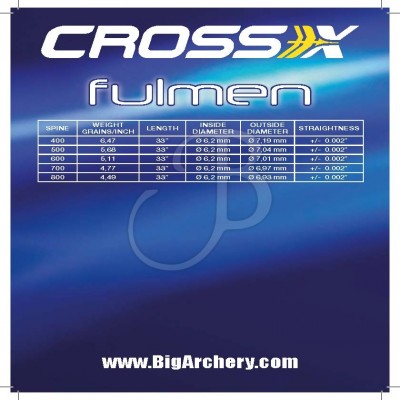 CROSSX
fulmen
SPINE WEIGHT GRAINS/INCH LENGTH INSIDE DIAMETER OUTSIDE DIAMETER STRAIGHTNESS
400 6,47 33" Ø 6,2 mm Ø 7,19 mm +/- 0.002"
500 5,68 33" Ø 6,2 mm Ø 7,04 mm +/- 0.002"
600 5,11 33" Ø 6,2 mm Ø 7,01 mm +/- 0.002"
700 4,77 33" Ø 6,2 mm Ø 6,97 mm +/- 0.002"
800 4,49 33" Ø 6,2 mm Ø 6,93 mm +/- 0.002"
www.BigArchery.com